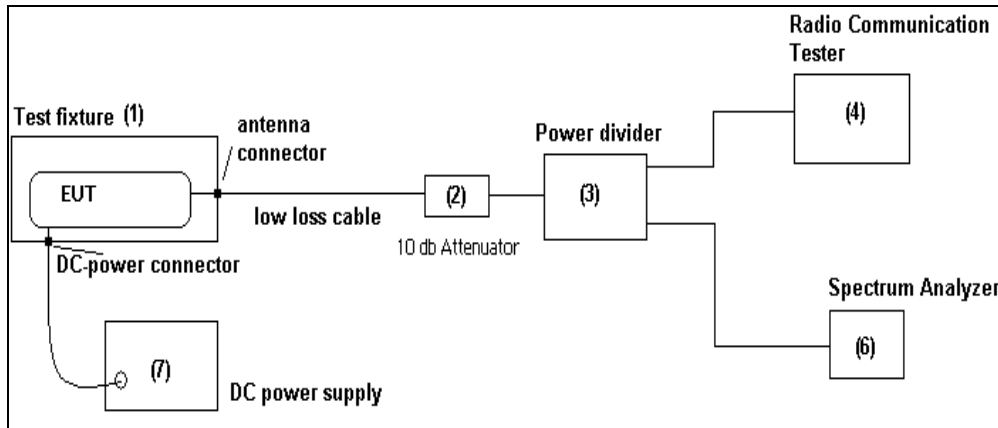 Radio Communication
Tester
(4)
Test fixture (1)
antenna
connector
Power divider
EUT
(2)
(3)
low loss cable
10 db Attenuator
DC-power connector
Spectrum Analyzer
(6)
(7)
DC power supply